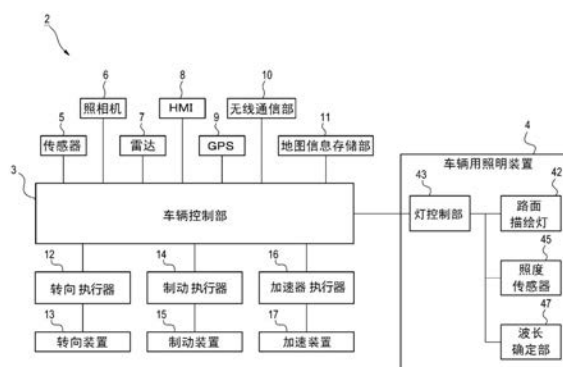 2
6
8
10
照相机
HMI
无线通信部
5
7
9
11
传感器
雷达
GPS
地图信息存储部
4
车辆用照明装置
3
车辆控制部
43
灯控制部
42
路面
描绘灯
45
照度
传感器
47
波长
确定部
12
14
16
转向 执行器
制动 执行器
加速器 执行器
13
15
17
转向装置
制动装置
加速装置